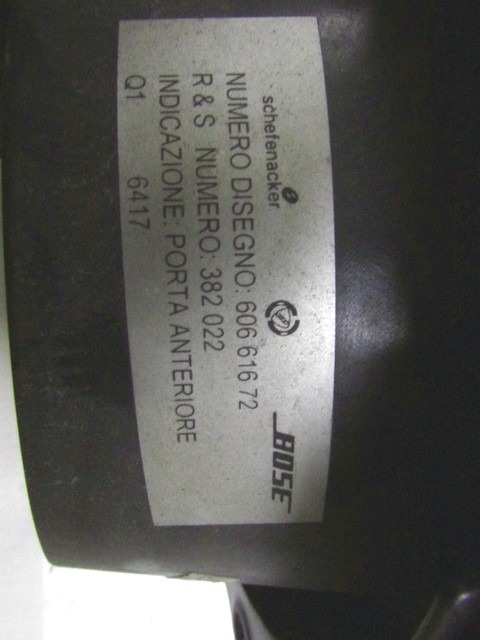 schefenacker BOSE
NUMERO DISEGNO: 606 616 72
R & S NUMERO: 382 022
INDICAZIONE: PORTA ANTERIORE
Q1 6417